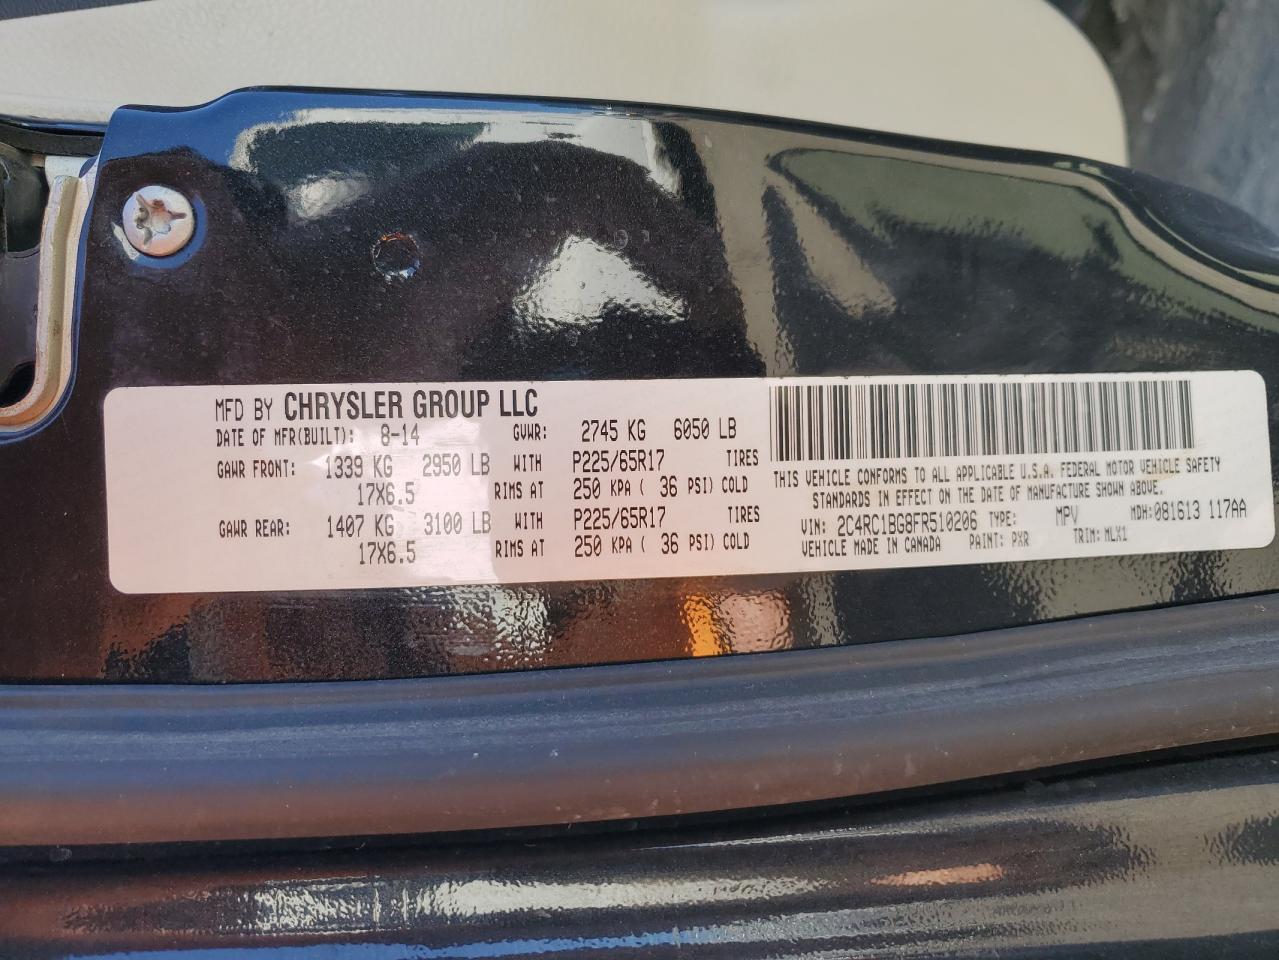 MFD BY CHRYSLER GROUP LLC
DATE OF MFR(BUILT): 8-14 GVWR: 2745 KG 6050 LB
GAWR FRONT: 1339 KG 2950 LB WITH P225/65R17 TIRES
17X6.5 RIMS AT 250 KPA ( 36 PSI) COLD
GAWR REAR: 1407 KG 3100 LB WITH P225/65R17 TIRES
17X6.5 RIMS AT 250 KPA ( 36 PSI) COLD
THIS VEHICLE CONFORMS TO ALL APPLICABLE U.S.A. FEDERAL MOTOR VEHICLE SAFETY
STANDARDS IN EFFECT ON THE DATE OF MANUFACTURE SHOWN ABOVE.
VIN: 2C4RC1BG8FR510206 TYPE: MPV MDH: 081613 117AA
VEHICLE MADE IN CANADA PAINT: PXR TRIM: MLX1